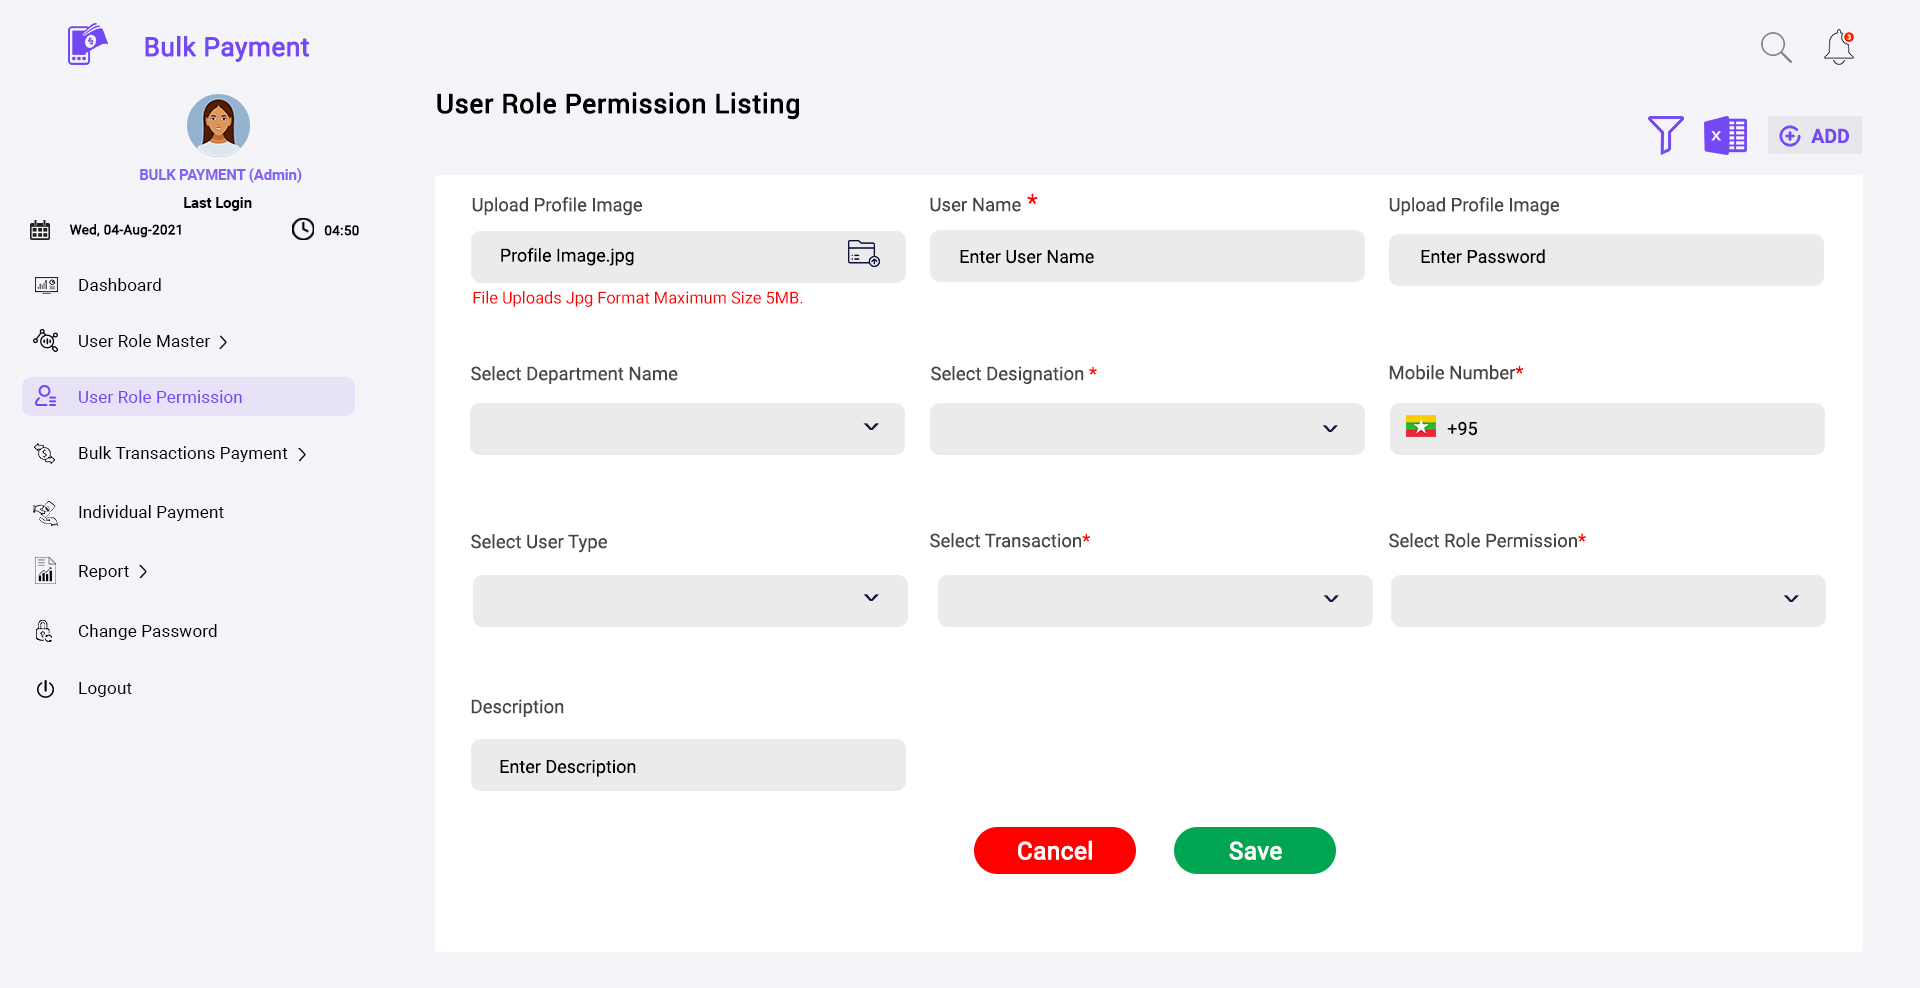 Bulk Payment
3
BULK PAYMENT (Admin)
Last Login
Wed, 04-Aug-2021
04:50
Dashboard
User Role Master
User Role Permission
Bulk Transactions Payment
Individual Payment
Report
Change Password
Logout
User Role Permission Listing
X
ADD
Upload Profile Image
User Name *
Upload Profile Image
Profile Image.jpg
Enter User Name
Enter Password
File Uploads Jpg Format Maximum Size 5MB.
Select Department Name
Select Designation *
Mobile Number*
+95
Select User Type
Select Transaction*
Select Role Permission*
Description
Enter Description
Cancel
Save